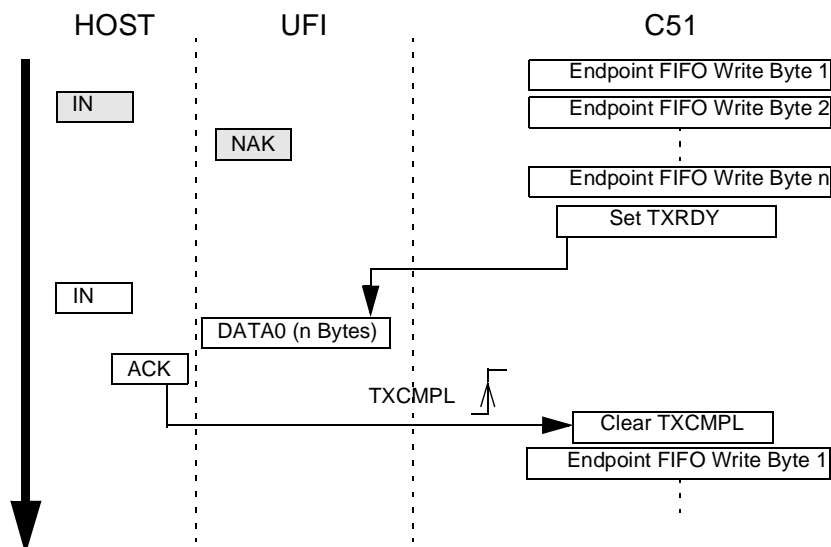 HOST UFI C51
Endpoint FIFO Write Byte 1
IN
Endpoint FIFO Write Byte 2
NAK
Endpoint FIFO Write Byte n
Set TXRDY
IN
DATA0 (n Bytes)
ACK
TXCMPL
Clear TXCMPL
Endpoint FIFO Write Byte 1